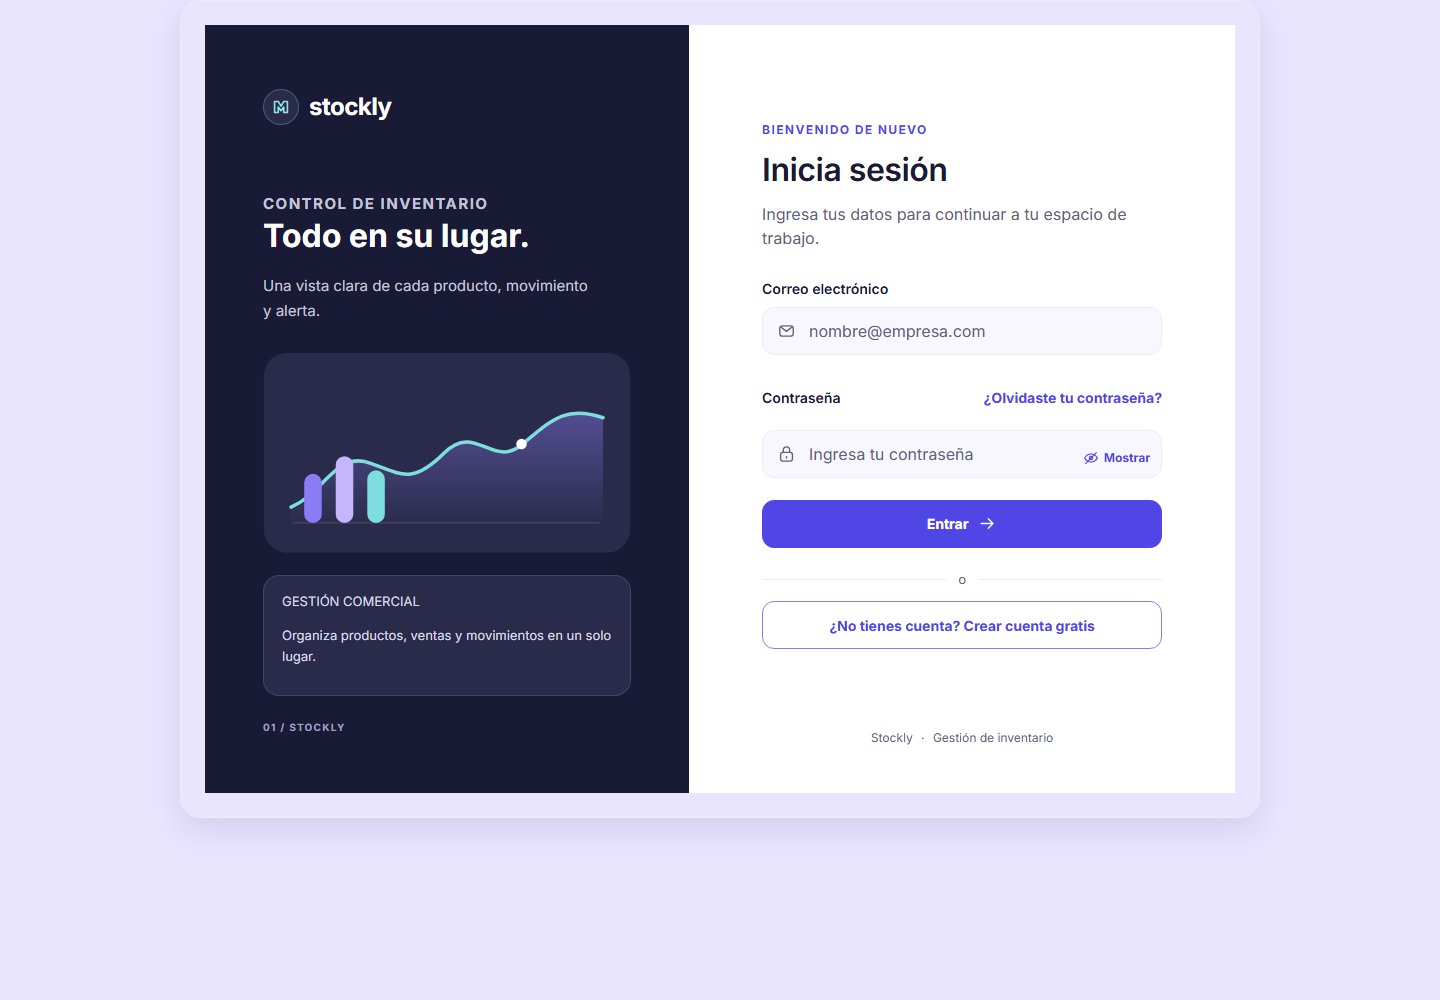 stockly
CONTROL DE INVENTARIO
Todo en su lugar.
Una vista clara de cada producto, movimiento
y alerta.
GESTIÓN COMERCIAL
Organiza productos, ventas y movimientos en un solo
lugar.
01 / STOCKLY
BIENVENIDO DE NUEVO
Inicia sesión
Ingresa tus datos para continuar a tu espacio de
trabajo.
Correo electrónico
nombre@empresa.com
Contraseña
¿Olvidaste tu contraseña?
Ingresa tu contraseña
Mostrar
Entrar →
o
¿No tienes cuenta? Crear cuenta gratis
Stockly · Gestión de inventario